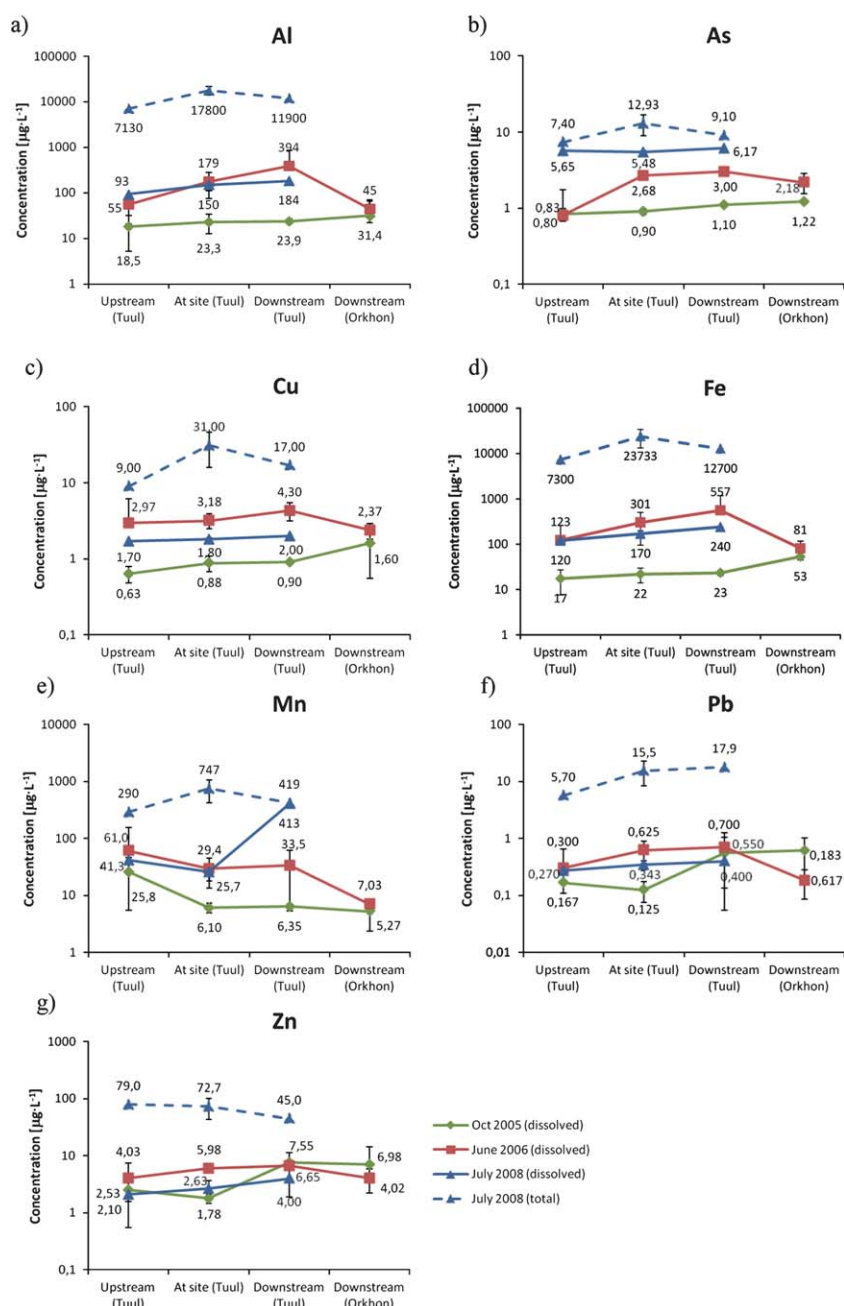 a)
Al
Concentration [µg·L⁻¹]
100000
10000
1000
100
10
1
7130
17800
11900
394
179
93
55
150
184
45
18,5
23,3
23,9
31,4
Upstream (Tuul)
At site (Tuul)
Downstream (Tuul)
Downstream (Orkhon)
b)
As
Concentration [µg·L⁻¹]
100
10
1
0,1
7,40
12,93
9,10
5,65
5,48
6,17
0,83
2,68
3,00
2,18
0,80
0,90
1,10
1,22
Upstream (Tuul)
At site (Tuul)
Downstream (Tuul)
Downstream (Orkhon)
c)
Cu
Concentration [µg·L⁻¹]
100
10
1
0,1
9,00
31,00
17,00
2,97
3,18
4,30
2,37
1,70
1,80
2,00
1,60
0,63
0,88
0,90
Upstream (Tuul)
At site (Tuul)
Downstream (Tuul)
Downstream (Orkhon)
d)
Fe
Concentration [µg·L⁻¹]
100000
10000
1000
100
10
1
7300
23733
12700
123
301
557
81
120
170
240
53
17
22
23
Upstream (Tuul)
At site (Tuul)
Downstream (Tuul)
Downstream (Orkhon)
e)
Mn
Concentration [µg·L⁻¹]
10000
1000
100
10
1
290
747
419
413
61,0
29,4
33,5
41,3
25,7
7,03
25,8
6,10
6,35
5,27
Upstream (Tuul)
At site (Tuul)
Downstream (Tuul)
Downstream (Orkhon)
f)
Pb
Concentration [µg·L⁻¹]
100
10
1
0,1
0,01
5,70
15,5
17,9
0,300
0,625
0,700
0,550
0,183
0,270
0,343
0,400
0,617
0,167
0,125
Upstream (Tuul)
At site (Tuul)
Downstream (Tuul)
Downstream (Orkhon)
g)
Zn
Concentration [µg·L⁻¹]
1000
100
10
1
0,1
79,0
72,7
45,0
4,03
5,98
7,55
6,98
2,53
2,63
6,65
4,02
2,10
1,78
4,00
Upstream (Tuul)
At site (Tuul)
Downstream (Tuul)
Downstream (Orkhon)
Oct 2005 (dissolved)
June 2006 (dissolved)
July 2008 (dissolved)
July 2008 (total)